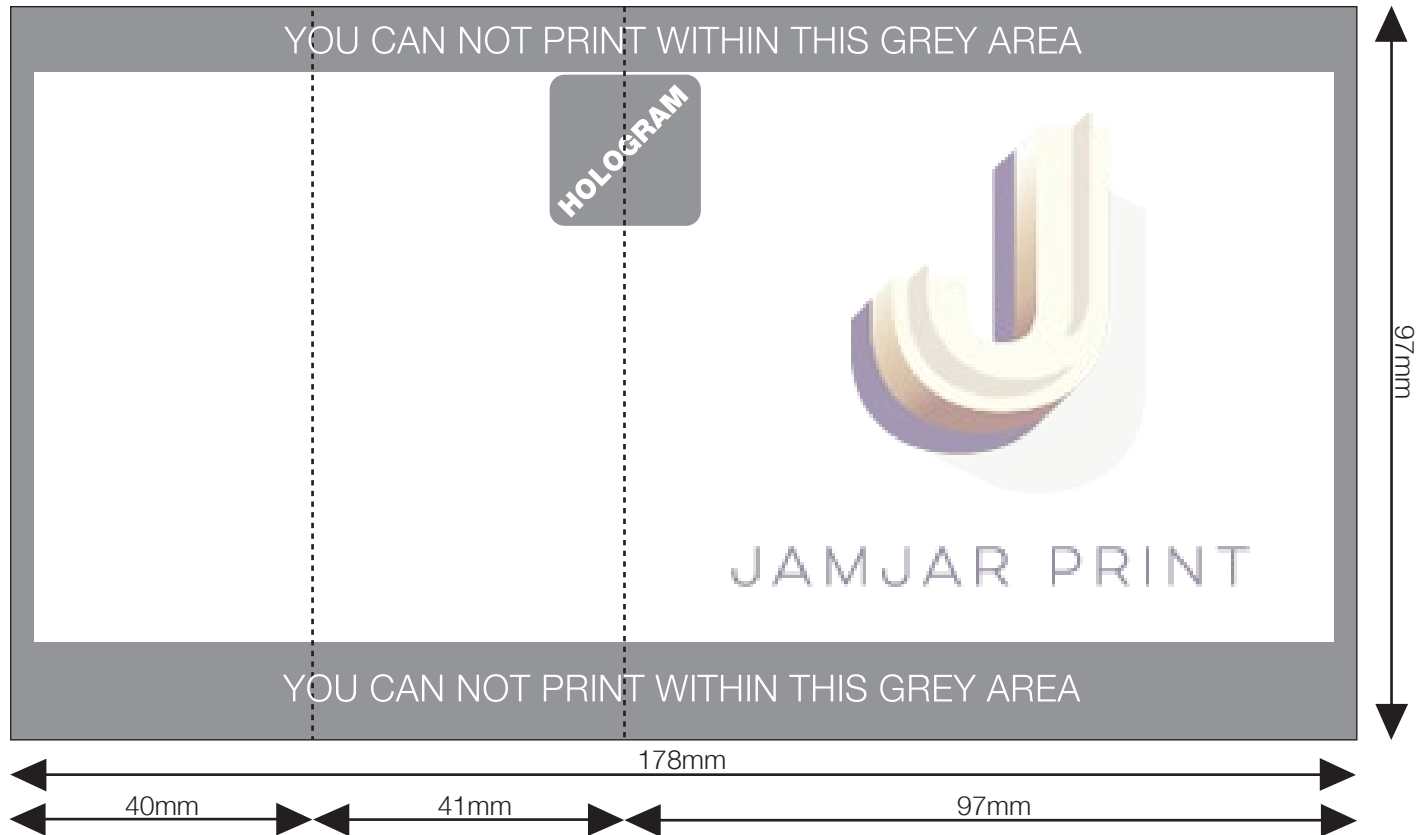 YOU CAN NOT PRINT WITHIN THIS GREY AREA
HOLOGRAM
97mm
JAMJAR PRINT
YOU CAN NOT PRINT WITHIN THIS GREY AREA
178mm
40mm
41mm
97mm